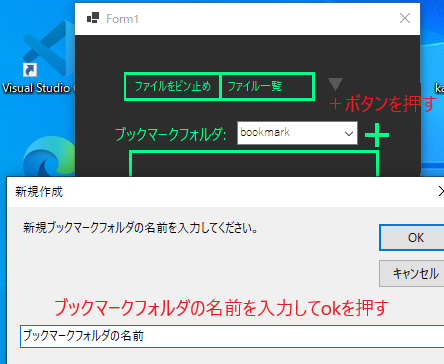 Form1
Visual Studio
ファイルをピン止め
ファイル一覧
＋ボタンを押す
ブックマークフォルダ:
bookmark
新規作成
新規ブックマークフォルダの名前を入力してください。
OK
キャンセル
ブックマークフォルダの名前を入力してokを押す
ブックマークフォルダの名前